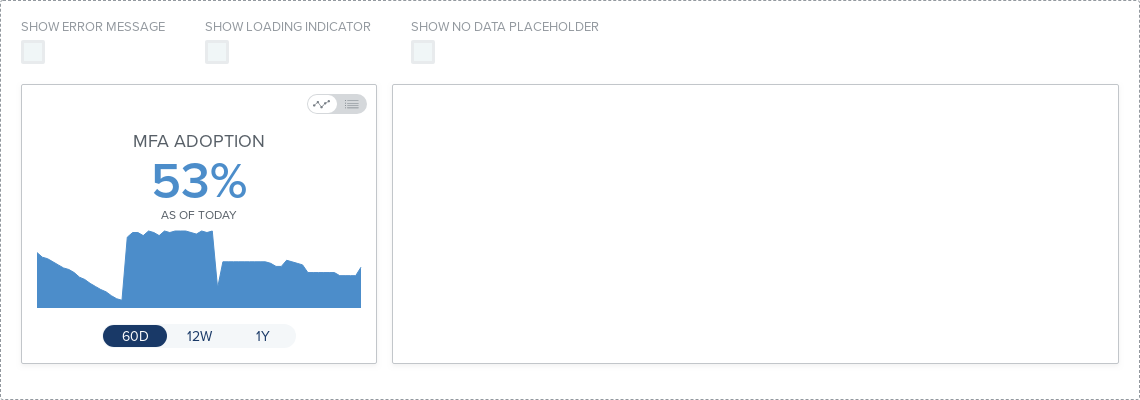 SHOW ERROR MESSAGE
SHOW LOADING INDICATOR
SHOW NO DATA PLACEHOLDER
MFA ADOPTION
53%
AS OF TODAY
60D
12W
1Y